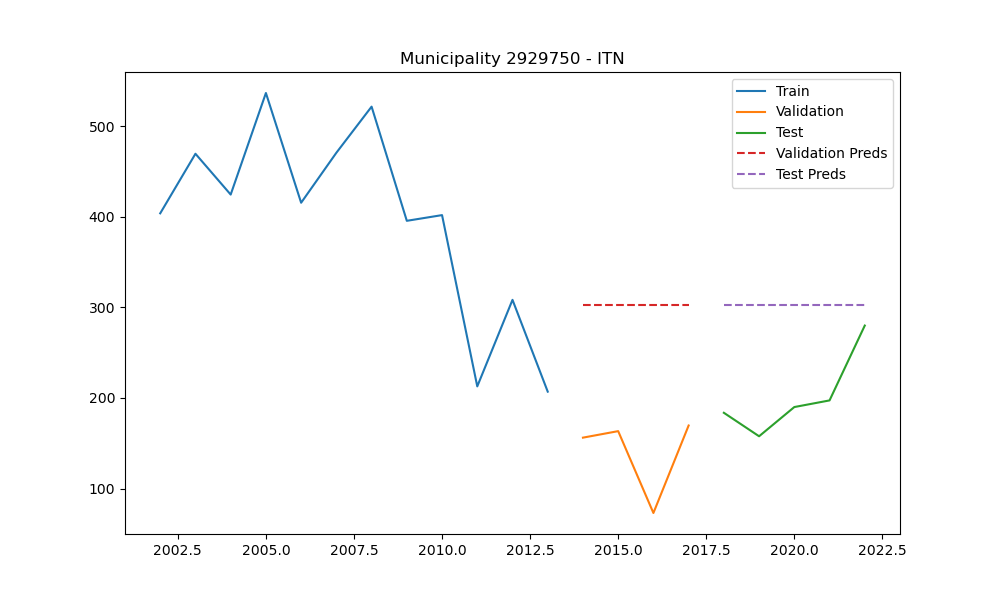 Municipality 2929750 - ITN
Train
Validation
Test
Validation Preds
Test Preds
500
400
300
200
100
2002.5 2005.0 2007.5 2010.0 2012.5 2015.0 2017.5 2020.0 2022.5